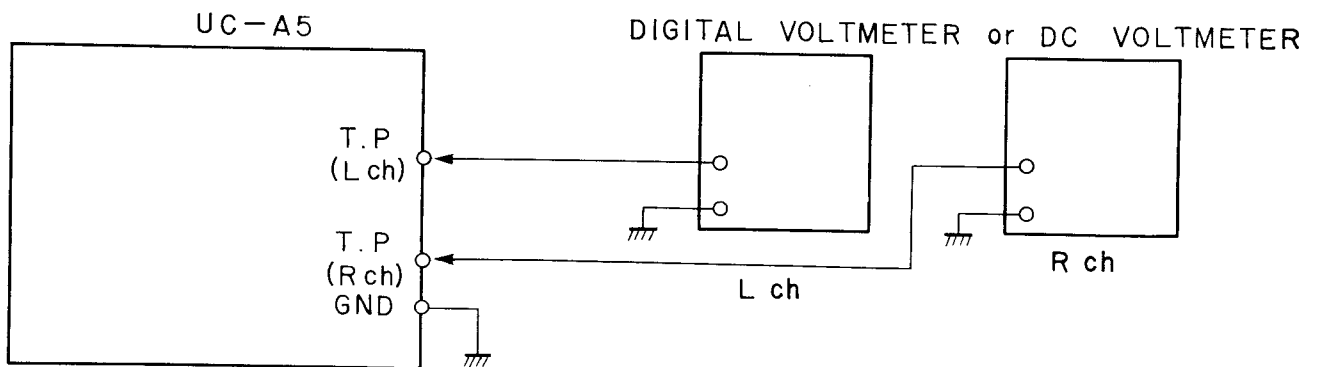 UC-A5
DIGITAL VOLTMETER or DC VOLTMETER
T.P
(L ch)
T.P
(R ch)
GND
L ch
R ch